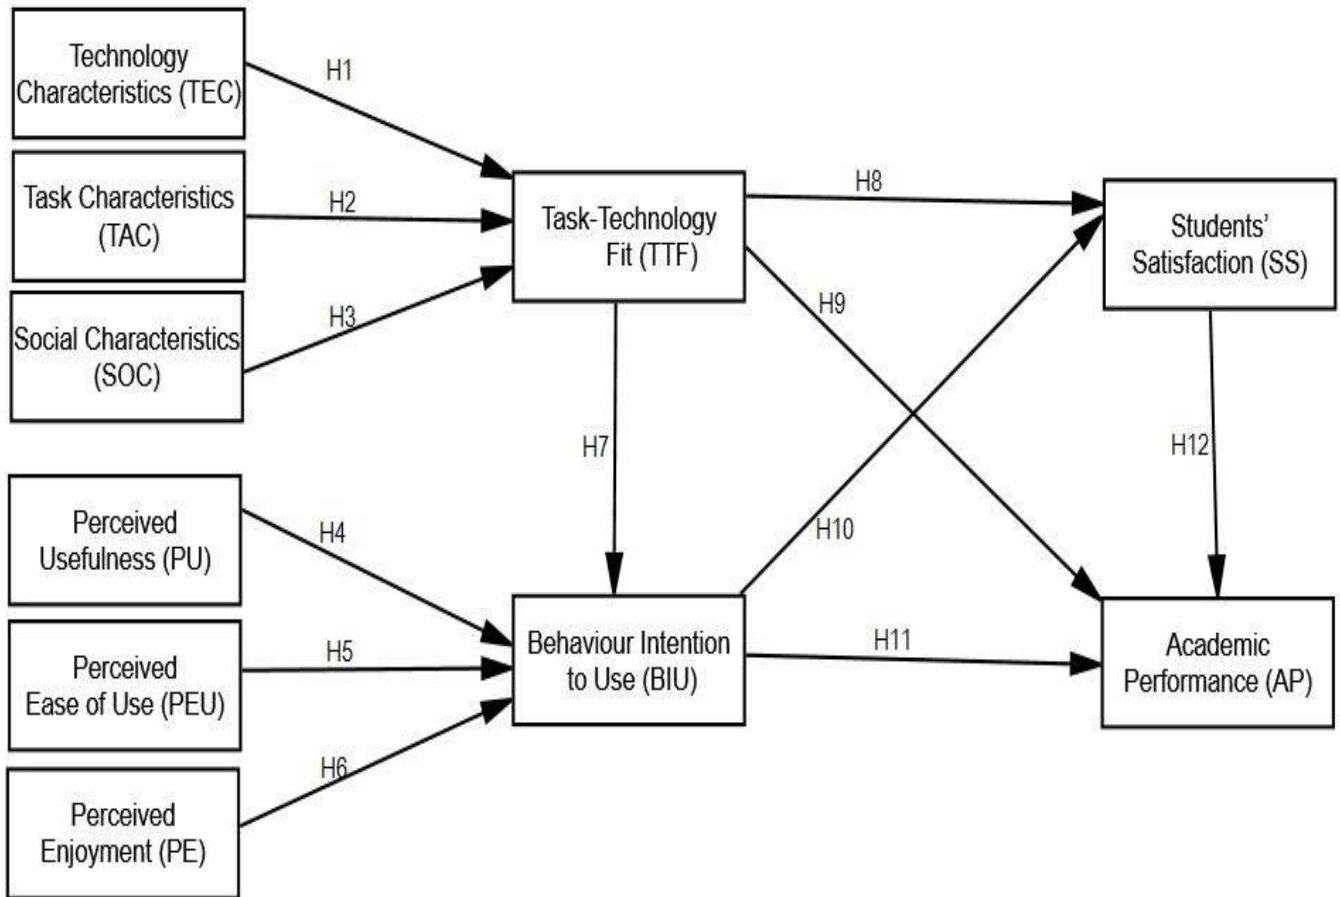 Technology
Characteristics (TEC)
H1
Task Characteristics
(TAC)
H2
Social Characteristics
(SOC)
H3
Task-Technology
Fit (TTF)
H8
Students’
Satisfaction (SS)
H9
H7
H12
Perceived
Usefulness (PU)
H4
Perceived
Ease of Use (PEU)
H5
Perceived
Enjoyment (PE)
H6
Behaviour Intention
to Use (BIU)
H10
H11
Academic
Performance (AP)